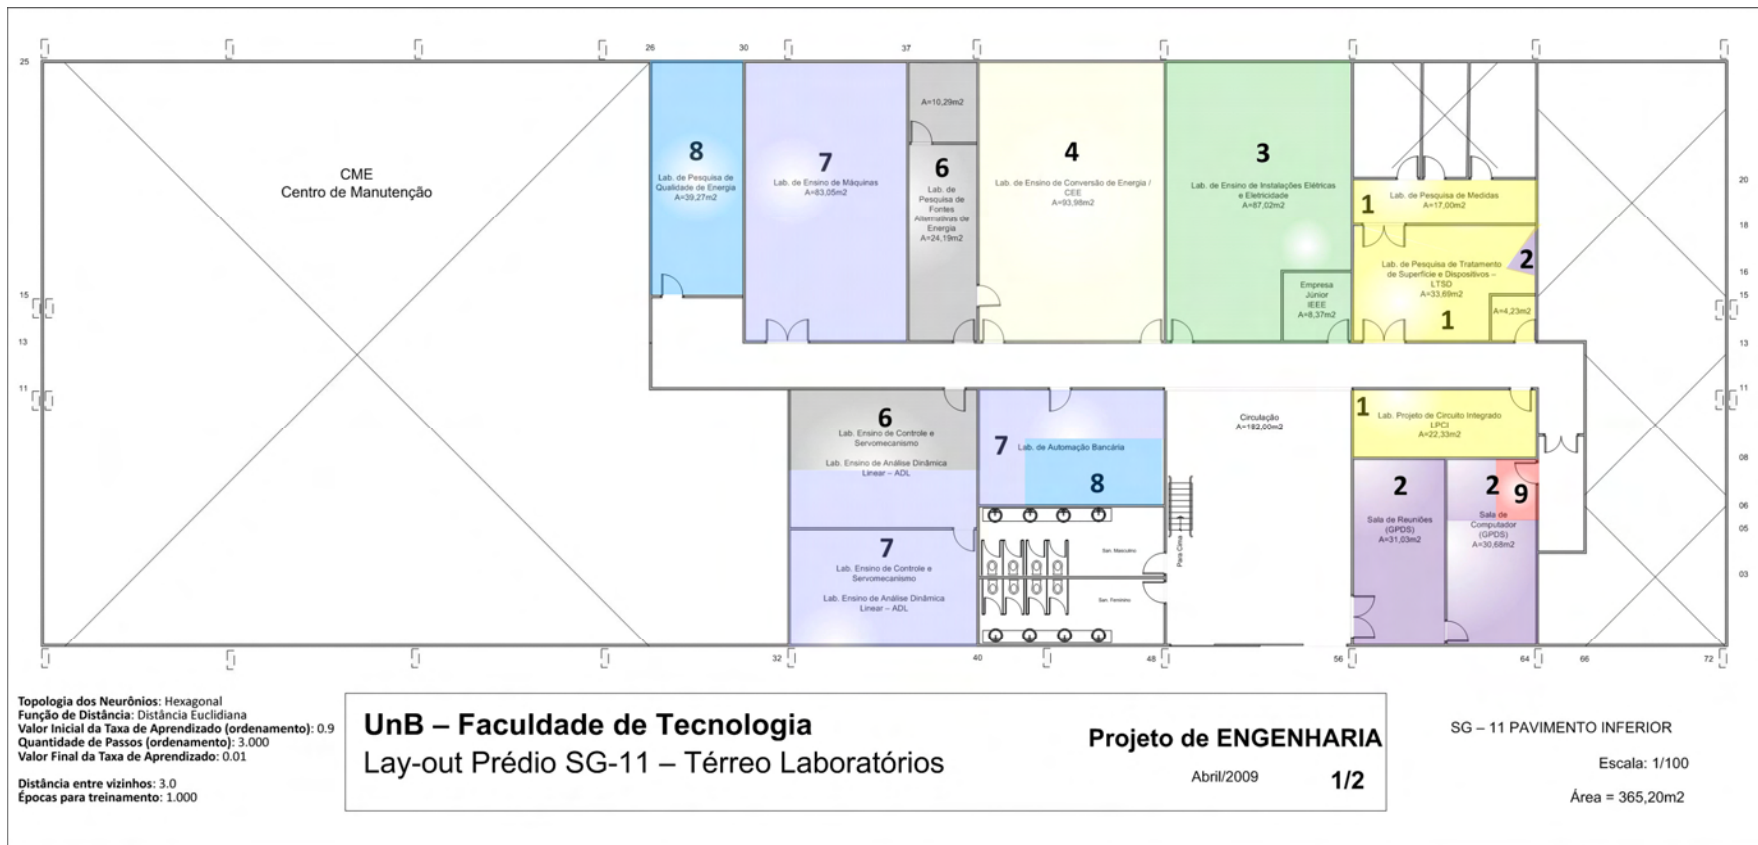 26
30
37
25
CME
Centro de Manutenção
8
Lab. de Pesquisa de
Qualidade de Energia
A=39,27m2
7
Lab. de Ensino de Máquinas
A=83,05m2
A=10,29m2
6
Lab. de
Pesquisa de
Fontes
Alternativas de
Energia
A=24,19m2
4
Lab. de Ensino de Conversão de Energia /
CEE
A=93,98m2
3
Lab. de Ensino de Instalações Elétricas
e Eletricidade
A=87,02m2
Empresa
Júnior
IEEE
A=8,37m2
1
Lab. de Pesquisa de Medidas
A=17,00m2
2
Lab. de Pesquisa de Tratamento
de Superfície e Dispositivos –
LTSD
A=33,69m2
1
A=4,23m2
20
18
16
15
13
11
08
06
05
03
15
13
11
6
Lab. Ensino de Controle e
Servomecanismo
Lab. Ensino de Análise Dinâmica
Linear – ADL
7
Lab. Ensino de Controle e
Servomecanismo
Lab. Ensino de Análise Dinâmica
Linear – ADL
7
Lab. de Automação Bancária
8
San. Masculino
San. Feminino
Circulação
A=182,00m2
Para Cima
1
Lab. Projeto de Circuito Integrado
LPCI
A=22,33m2
2
Sala de Reuniões
(GPDS)
A=31,03m2
2
9
Sala de
Computador
(GPDS)
A=30,68m2
32
40
48
56
64
66
72
Topologia dos Neurônios: Hexagonal
Função de Distância: Distância Euclidiana
Valor Inicial da Taxa de Aprendizado (ordenamento): 0.9
Quantidade de Passos (ordenamento): 3.000
Valor Final da Taxa de Aprendizado: 0.01
Distância entre vizinhos: 3.0
Épocas para treinamento: 1.000
UnB – Faculdade de Tecnologia
Lay-out Prédio SG-11 – Térreo Laboratórios
Projeto de ENGENHARIA
Abril/2009
1/2
SG – 11 PAVIMENTO INFERIOR
Escala: 1/100
Área = 365,20m2